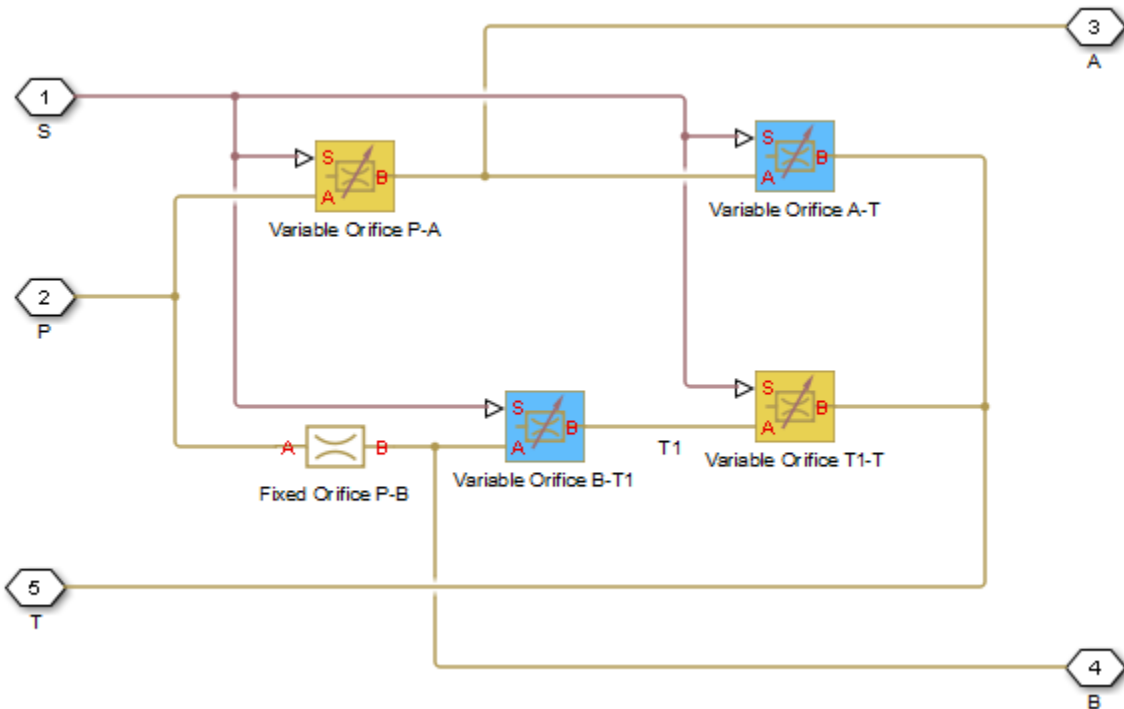 3
A
1
S
S
A
B
Variable Orifice P-A
S
A
B
Variable Orifice A-T
2
P
S
A
B
Variable Orifice T1-T
S
A
B
Variable Orifice B-T1
T1
A
B
Fixed Orifice P-B
5
T
4
B